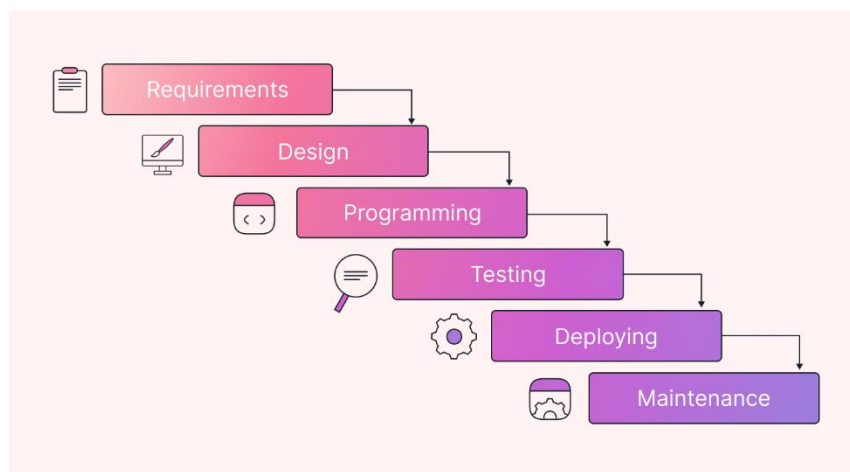 Requirements
Design
Programming
Testing
Deploying
Maintenance